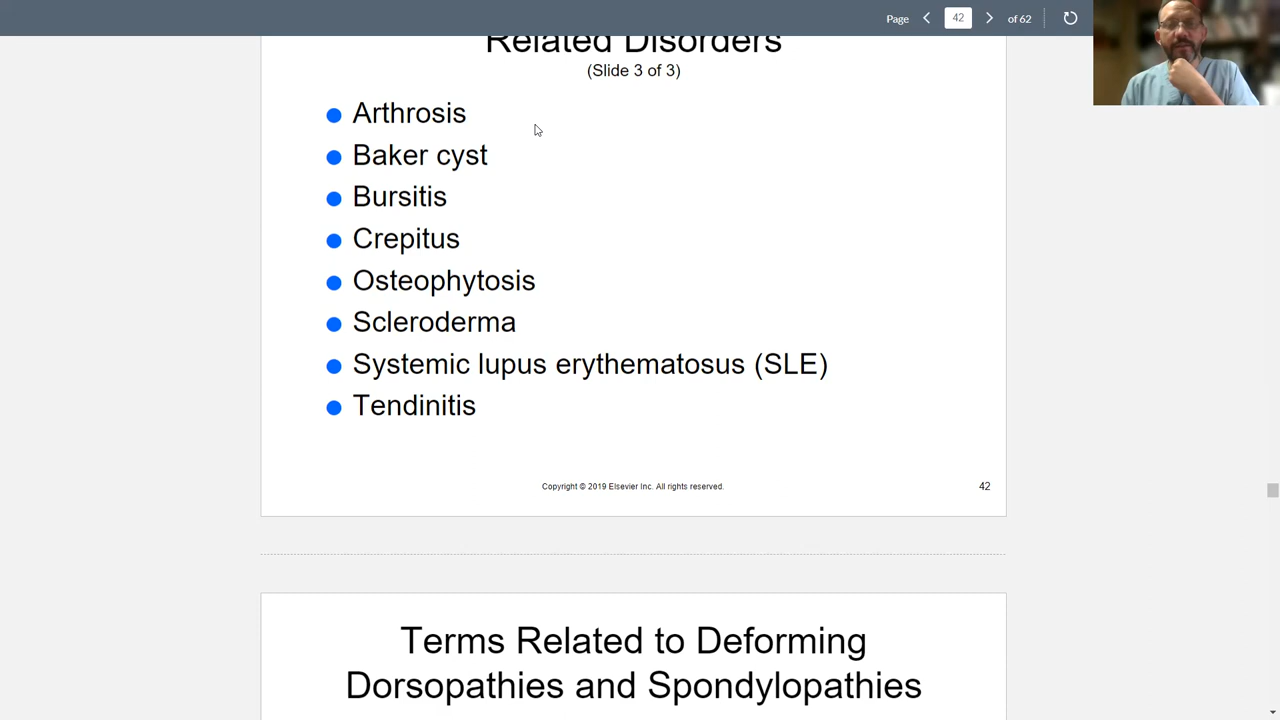 Page
42
of 62
Related Disorders
(Slide 3 of 3)
Arthrosis
Baker cyst
Bursitis
Crepitus
Osteophytosis
Scleroderma
Systemic lupus erythematosus (SLE)
Tendinitis
Copyright © 2019 Elsevier Inc. All rights reserved.
42
Terms Related to Deforming
Dorsopathies and Spondylopathies